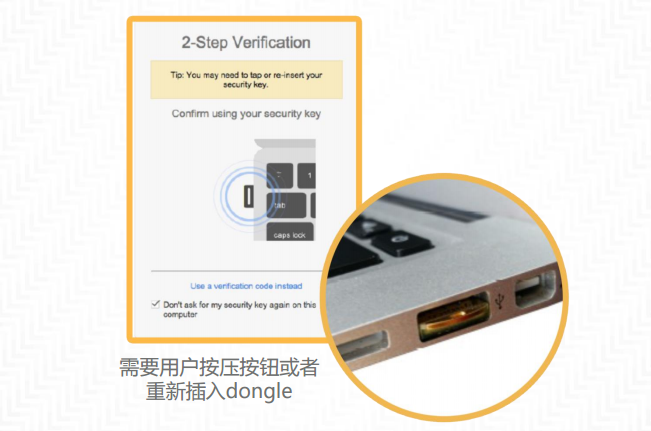 2-Step Verification
Tip: You may need to tap or re-insert your
security key.
Confirm using your security key
1
tab
caps lock
Use a verification code instead
Don't ask for my security key again on this
computer
需要用户按压按钮或者
重新插入dongle